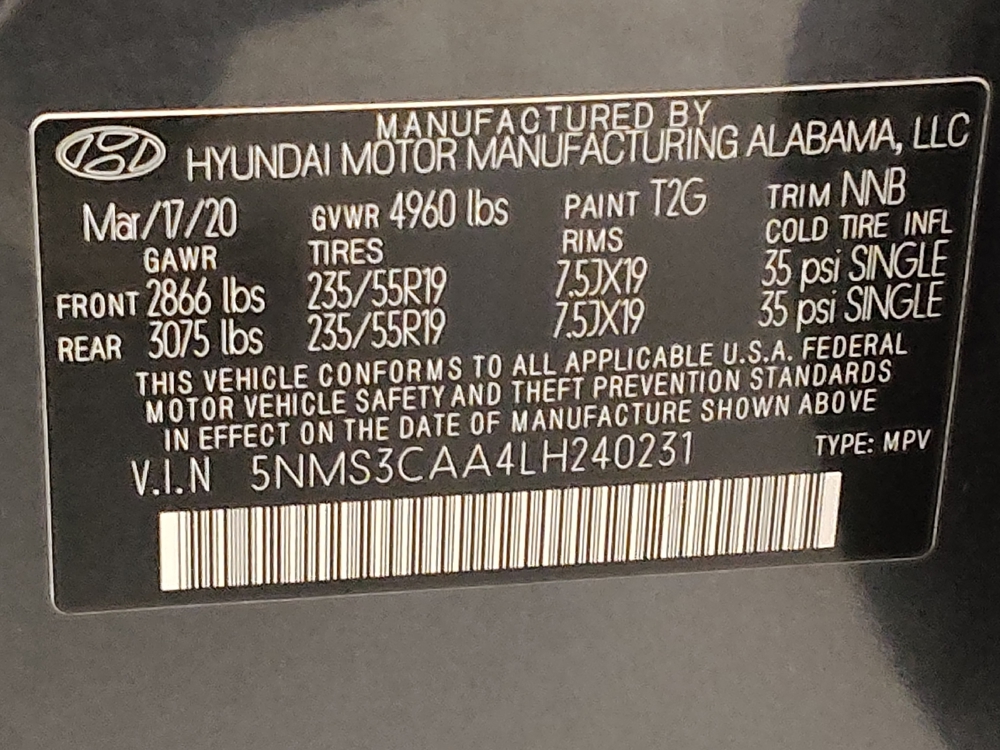 MANUFACTURED BY
HYUNDAI MOTOR MANUFACTURING ALABAMA, LLC
Mar/17/20 GVWR 4960 lbs PAINT T2G TRIM NNB
GAWR TIRES RIMS COLD TIRE INFL
FRONT 2866 lbs 235/55R19 7.5JX19 35 psi SINGLE
REAR 3075 lbs 235/55R19 7.5JX19 35 psi SINGLE
THIS VEHICLE CONFORMS TO ALL APPLICABLE U.S.A. FEDERAL
MOTOR VEHICLE SAFETY AND THEFT PREVENTION STANDARDS
IN EFFECT ON THE DATE OF MANUFACTURE SHOWN ABOVE
V.I.N 5NMS3CAA4LH240231 TYPE: MPV